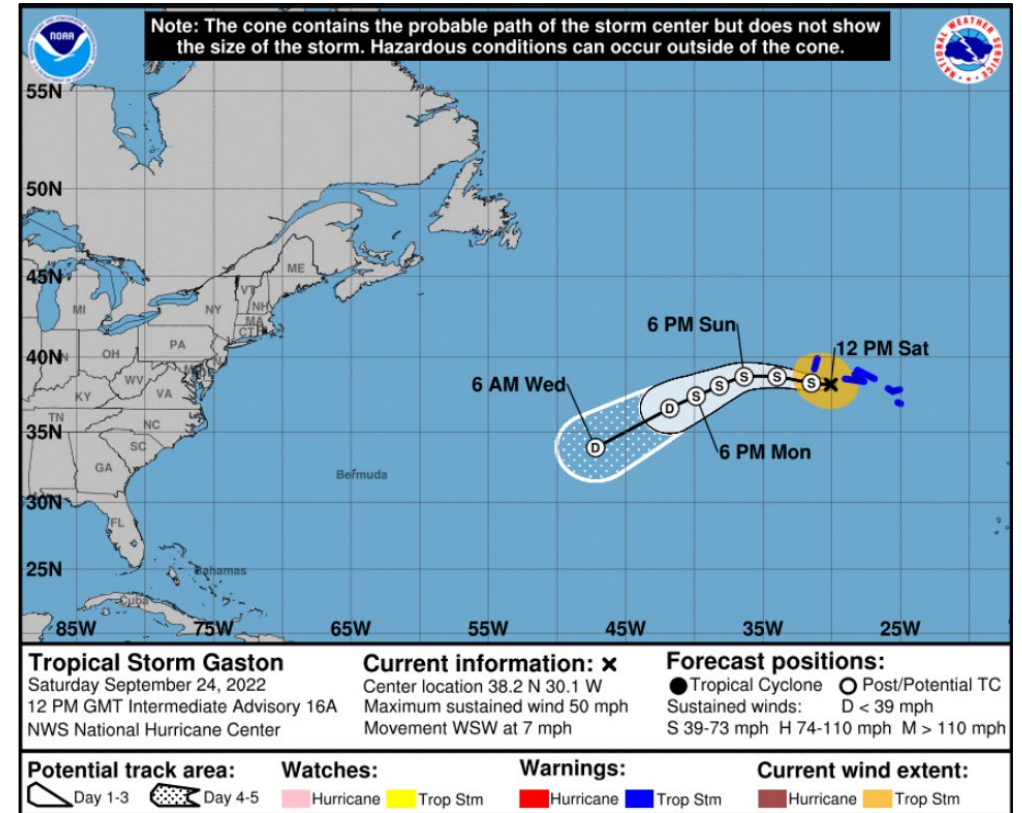 Note: The cone contains the probable path of the storm center but does not show
the size of the storm. Hazardous conditions can occur outside of the cone.
NOAA
NATIONAL WEATHER SERVICE
55N
50N
45N
40N
35N
30N
25N
ME
VT
NH
MA
CT
NY
MI
PA
NJ
OH
WV
VA
KY
TN
NC
SC
GA
FL
Bermuda
Bahamas
Cuba
6 PM Sun
12 PM Sat
6 AM Wed
6 PM Mon
D D S S S S S
85W 75W 65W 55W 45W 35W 25W
Tropical Storm Gaston
Saturday September 24, 2022
12 PM GMT Intermediate Advisory 16A
NWS National Hurricane Center
Current information: x
Center location 38.2 N 30.1 W
Maximum sustained wind 50 mph
Movement WSW at 7 mph
Forecast positions:
Tropical Cyclone Post/Potential TC
Sustained winds: D < 39 mph
S 39-73 mph H 74-110 mph M > 110 mph
Potential track area:
Day 1-3 Day 4-5
Watches:
Hurricane Trop Stm
Warnings:
Hurricane Trop Stm
Current wind extent:
Hurricane Trop Stm